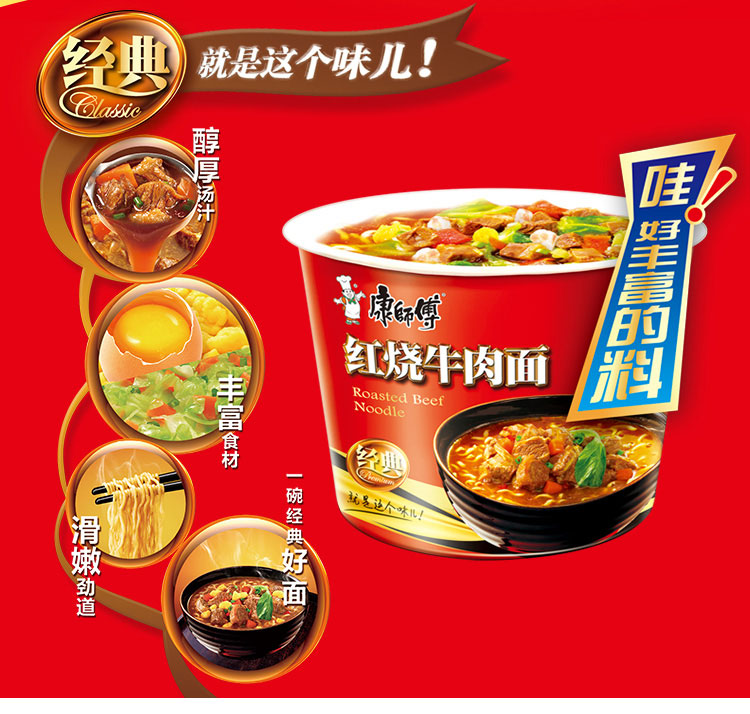 经典
Classic
就是这个味儿！
醇厚汤汁
丰富食材
滑嫩劲道
一碗经典好面
哇！
好丰富的料
康師傅
红烧牛肉面
Roasted Beef
Noodle
经典
Premium
就是这个味儿！